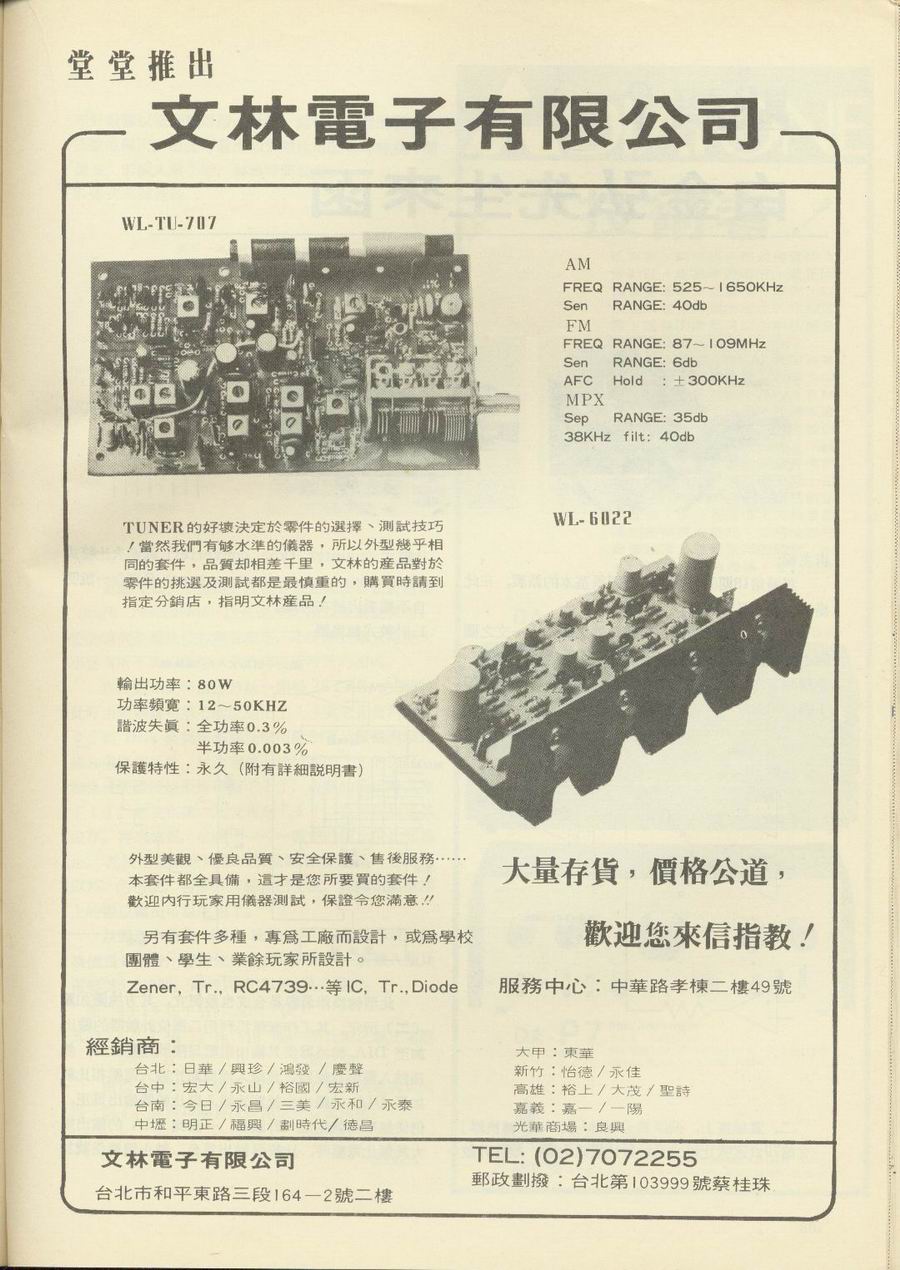 堂堂推出
文林電子有限公司
WL-TU-707
AM
FREQ RANGE: 525~1650KHz
Sen RANGE: 40db
FM
FREQ RANGE: 87~109MHz
Sen RANGE: 6db
AFC Hold : ±300KHz
MPX
Sep RANGE: 35db
38KHz filt: 40db
TUNER的好壞決定於零件的選擇、測試技巧
！當然我們有够水準的儀器，所以外型幾乎相
同的套件，品質却相差千里，文林的產品對於
零件的挑選及測試都是最慎重的，購買時請到
指定分銷店，指明文林產品！
WL-6022
輸出功率：80W
功率頻寬：12~50KHZ
諧波失眞：全功率0.3%
半功率0.003%
保護特性：永久（附有詳細説明書）
外型美觀、優良品質、安全保護、售後服務……
本套件都全具備，這才是您所要買的套件！
歡迎內行玩家用儀器測試，保證令您滿意!!
另有套件多種，專爲工廠而設計，或爲學校
團體、學生、業餘玩家所設計。
Zener, Tr., RC4739…等IC, Tr., Diode
大量存貨，價格公道，
歡迎您來信指教！
服務中心：中華路孝棟二樓49號
經銷商：
台北：日華/興珍/鴻發/慶聲
台中：宏大/永山/裕國/宏新
台南：今日/永昌/三美/永和/永泰
中壢：明正/福興/劃時代/德昌
大甲：東華
新竹：怡德/永佳
高雄：裕上/大茂/聖詩
嘉義：嘉一/一陽
光華商場：良興
文林電子有限公司
台北市和平東路三段164—2號二樓
TEL: (02)7072255
郵政劃撥：台北第103999號蔡桂珠